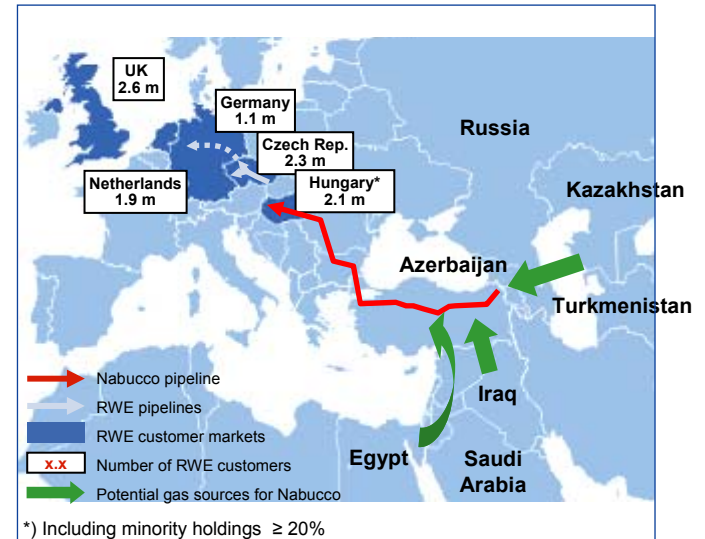 UK
2.6 m
Germany
1.1 m
Russia
Czech Rep.
2.3 m
Netherlands
1.9 m
Hungary*
2.1 m
Kazakhstan
Azerbaijan
Turkmenistan
Nabucco pipeline
Iraq
RWE pipelines
RWE customer markets
x.x Number of RWE customers
Egypt
Saudi
Arabia
Potential gas sources for Nabucco
*) Including minority holdings ≥ 20%